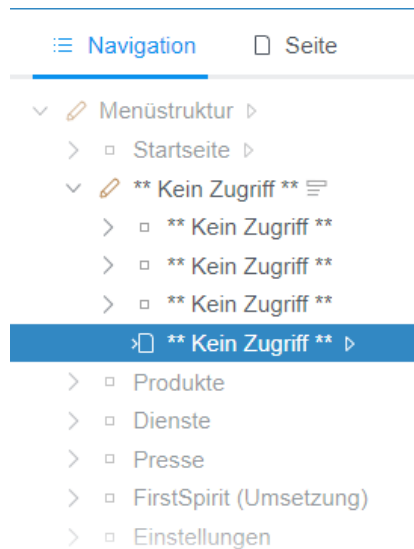 Navigation Seite
Menüstruktur
Startseite
** Kein Zugriff **
** Kein Zugriff **
** Kein Zugriff **
** Kein Zugriff **
** Kein Zugriff **
Produkte
Dienste
Presse
FirstSpirit (Umsetzung)
Einstellungen